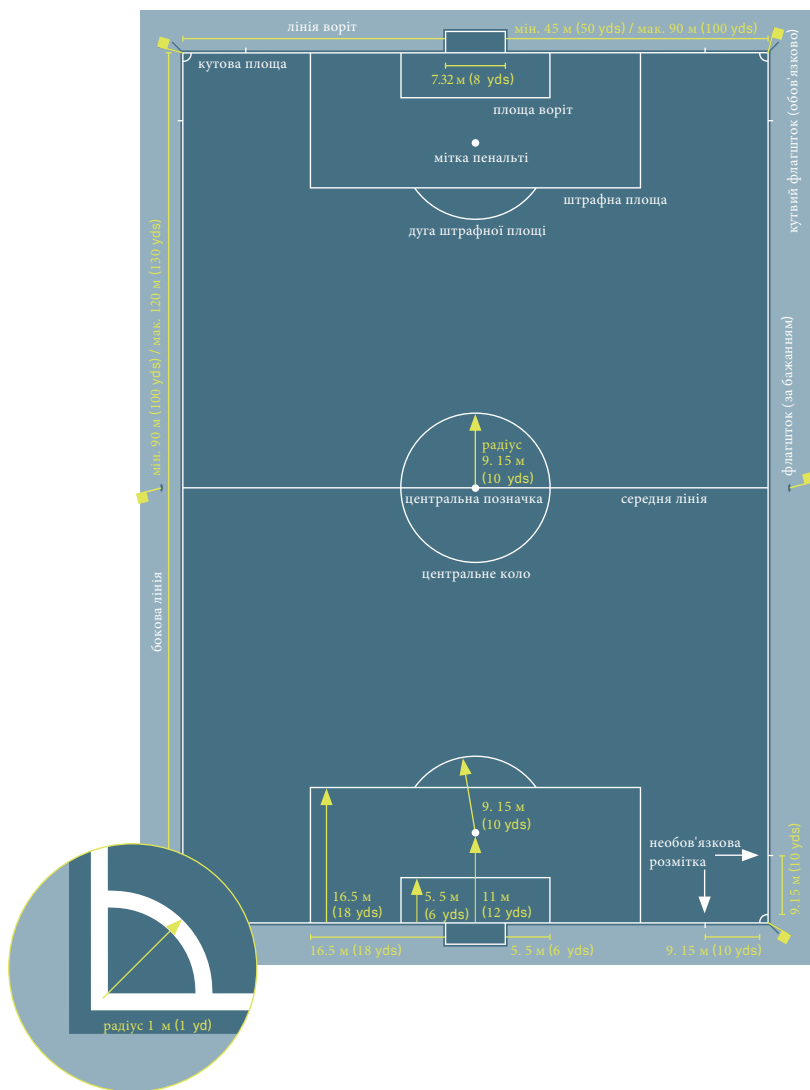 лінія воріт
мін. 45 м (50 yds) / мак. 90 м (100 yds)
кутова площа
7.32 м (8 yds)
площа воріт
мітка пенальті
штрафна площа
дуга штрафної площі
кутвий флагшток (обов'язково)
мін. 90 м (100 yds) / мак. 120 м (130 yds)
флагшток (за бажанням)
радіус
9. 15 м
(10 yds)
центральна позначка
середня лінія
центральне коло
бокова лінія
9. 15 м
(10 yds)
необов'язкова
розмітка
9.15 м (10 yds)
16.5 м
(18 yds)
5. 5 м
(6 yds)
11 м
(12 yds)
16.5 м (18 yds)
5. 5 м (6 yds)
9. 15 м (10 yds)
радіус 1 м (1 yd)